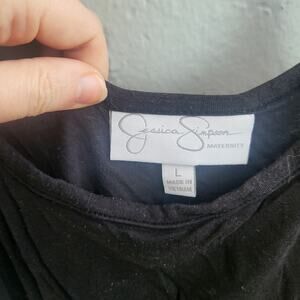 Jessica Simpson
MATERNITY
L
MADE IN
VIETNAM